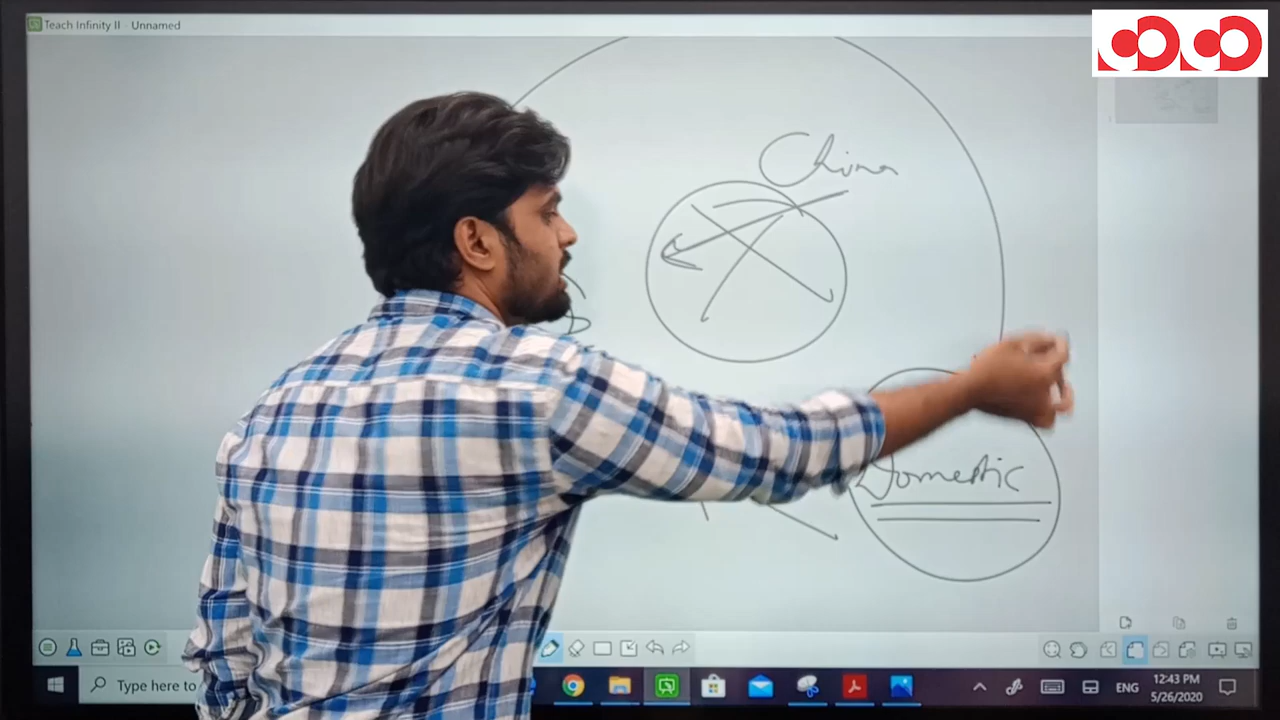 Teach Infinity II - Unnamed
China
Domestic
Type here to
ENG
12:43 PM
5/26/2020